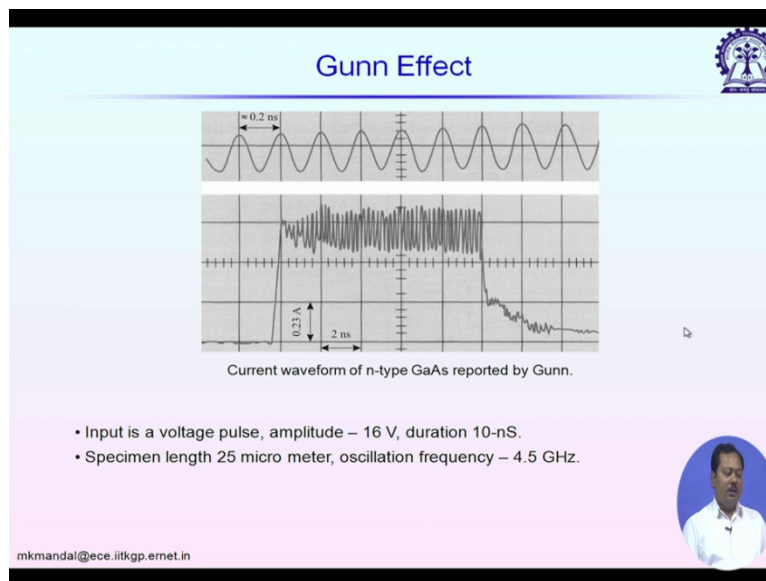 Gunn Effect
≈ 0.2 ns
0.23 A
2 ns
Current waveform of n-type GaAs reported by Gunn.
• Input is a voltage pulse, amplitude – 16 V, duration 10-nS.
• Specimen length 25 micro meter, oscillation frequency – 4.5 GHz.
mkmandal@ece.iitkgp.ernet.in